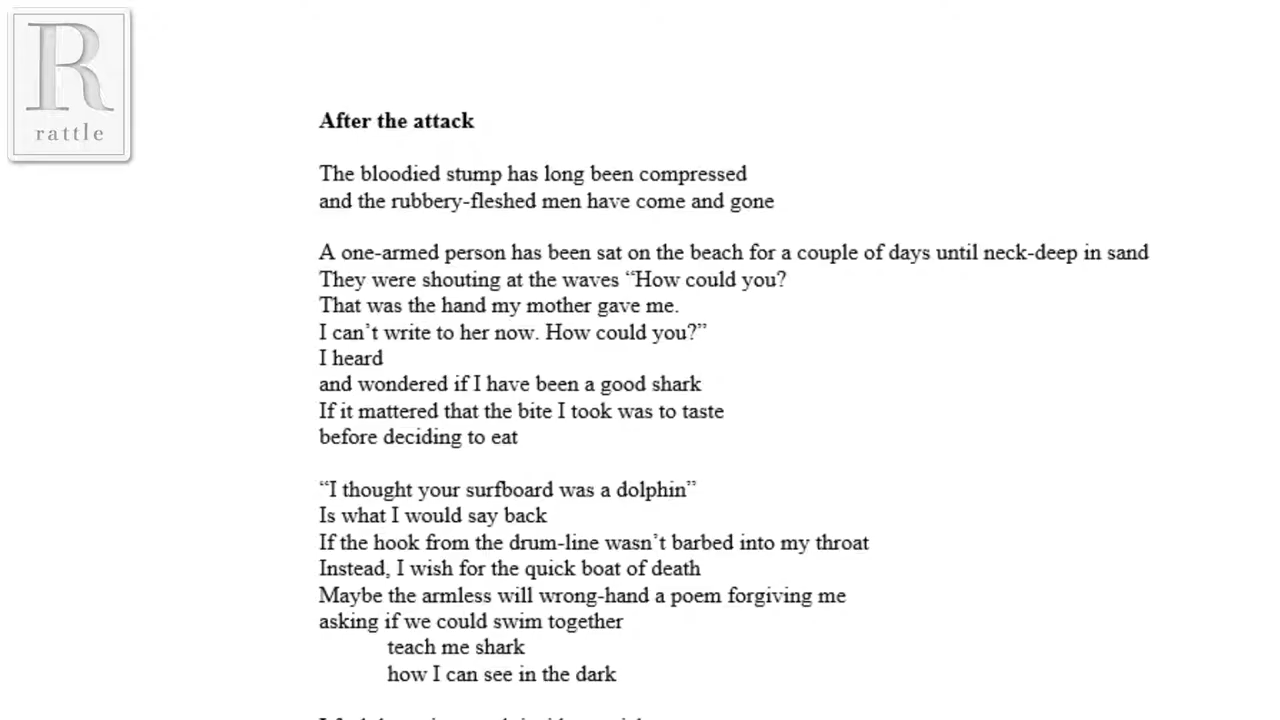 R
rattle
After the attack
The bloodied stump has long been compressed
and the rubbery-fleshed men have come and gone
A one-armed person has been sat on the beach for a couple of days until neck-deep in sand
They were shouting at the waves “How could you?
That was the hand my mother gave me.
I can’t write to her now. How could you?”
I heard
and wondered if I have been a good shark
If it mattered that the bite I took was to taste
before deciding to eat
“I thought your surfboard was a dolphin”
Is what I would say back
If the hook from the drum-line wasn’t barbed into my throat
Instead, I wish for the quick boat of death
Maybe the armless will wrong-hand a poem forgiving me
asking if we could swim together
teach me shark
how I can see in the dark